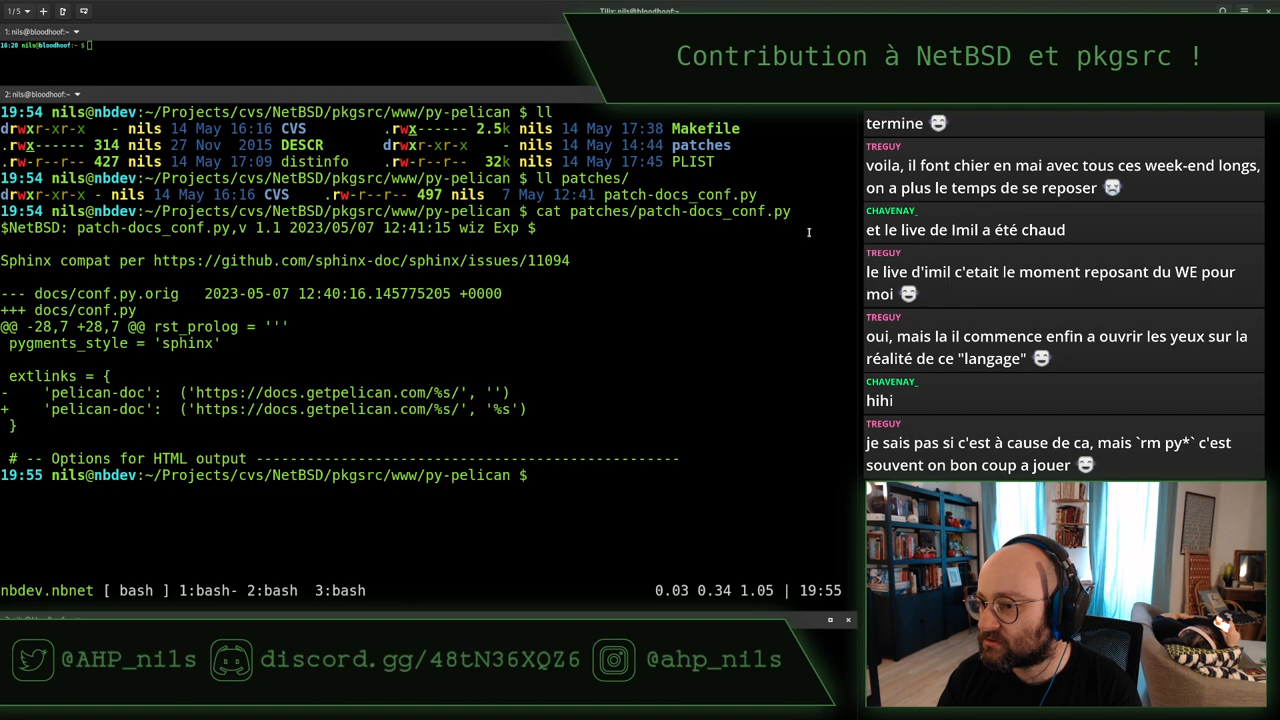 1/5
Tilix: nils@bloodhoof:~
1: nils@bloodhoof:~
16:20 nils@bloodhoof:~ $
Contribution à NetBSD et pkgsrc !
2: nils@bloodhoof:~
19:54 nils@nbdev:~/Projects/cvs/NetBSD/pkgsrc/www/py-pelican $ ll
drwxr-xr-x   - nils 14 May 16:16 CVS         .rwx------ 2.5k nils 14 May 17:38 Makefile
.rwx------ 314 nils 27 Nov  2015 DESCR       drwxr-xr-x    - nils 14 May 14:44 patches
.rw-r--r-- 427 nils 14 May 17:09 distinfo    .rw-r--r--  32k nils 14 May 17:45 PLIST
19:54 nils@nbdev:~/Projects/cvs/NetBSD/pkgsrc/www/py-pelican $ ll patches/
drwxr-xr-x - nils 14 May 16:16 CVS   .rw-r--r-- 497 nils  7 May 12:41 patch-docs_conf.py
19:54 nils@nbdev:~/Projects/cvs/NetBSD/pkgsrc/www/py-pelican $ cat patches/patch-docs_conf.py
$NetBSD: patch-docs_conf.py,v 1.1 2023/05/07 12:41:15 wiz Exp $
Sphinx compat per https://github.com/sphinx-doc/sphinx/issues/11094
--- docs/conf.py.orig   2023-05-07 12:40:16.145775205 +0000
+++ docs/conf.py
@@ -28,7 +28,7 @@ rst_prolog = '''
 pygments_style = 'sphinx'
 extlinks = {
-    'pelican-doc':  ('https://docs.getpelican.com/%s/', '')
+    'pelican-doc':  ('https://docs.getpelican.com/%s/', '%s')
 }
 # -- Options for HTML output --------------------------------------------------
19:55 nils@nbdev:~/Projects/cvs/NetBSD/pkgsrc/www/py-pelican $
nbdev.nbnet [ bash ] 1:bash- 2:bash  3:bash                    0.03 0.34 1.05 | 19:55
termine
TREGUY
voila, il font chier en mai avec tous ces week-end longs,
on a plus le temps de se reposer
CHAVENAY_
et le live de Imil a été chaud
TREGUY
le live d'imil c'etait le moment reposant du WE pour
moi
TREGUY
oui, mais la il commence enfin a ouvrir les yeux sur la
réalité de ce "langage"
CHAVENAY_
hihi
TREGUY
je sais pas si c'est à cause de ca, mais `rm py*` c'est
souvent on bon coup a jouer
@AHP_nils
discord.gg/48tN36XQZ6
@ahp_nils